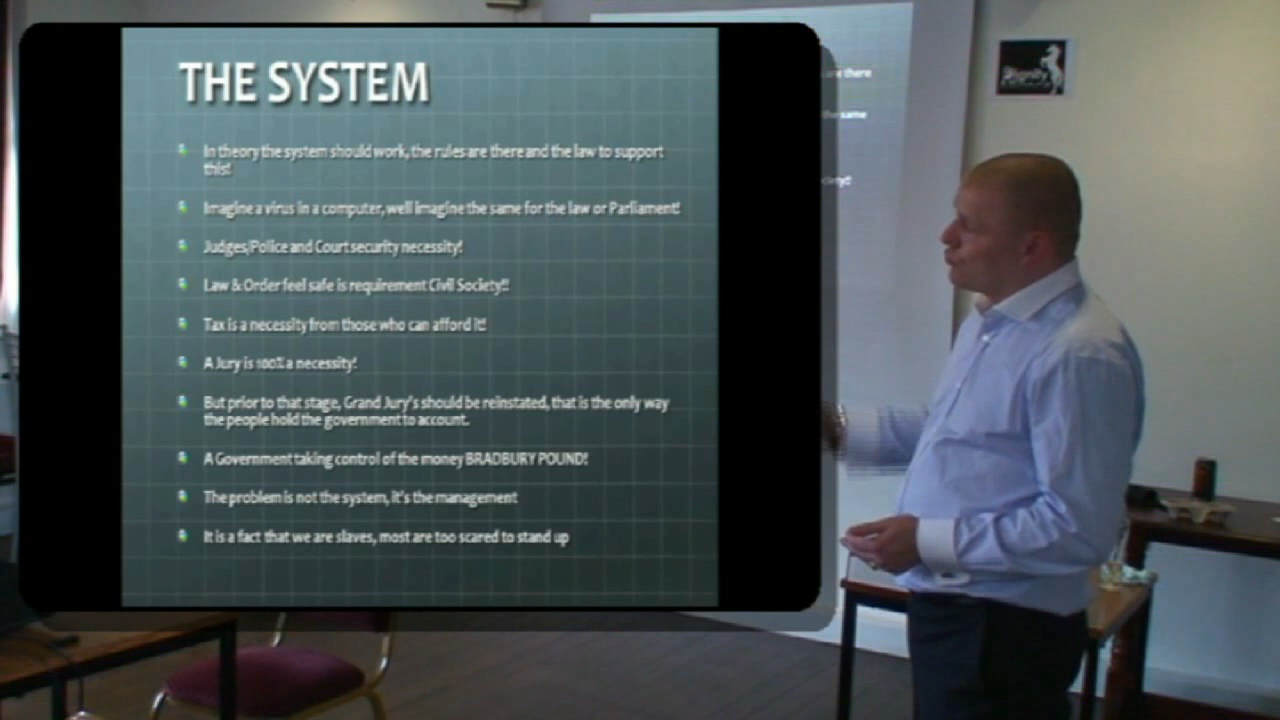 THE SYSTEM
In theory the system should work, the rules are there and the law to support
this!
Imagine a virus in a computer, well imagine the same for the law or Parliament!
Judges/Police and Court security necessity!
Law & Order feel safe is requirement Civil Society!!
Tax is a necessity from those who can afford it!
A Jury is 100% a necessity!
But prior to that stage, Grand Jury's should be reinstated, that is the only way
the people hold the government to account.
A Government taking control of the money BRADBURY POUND!
The problem is not the system, it's the management
It is a fact that we are slaves, most are too scared to stand up
are there
the same